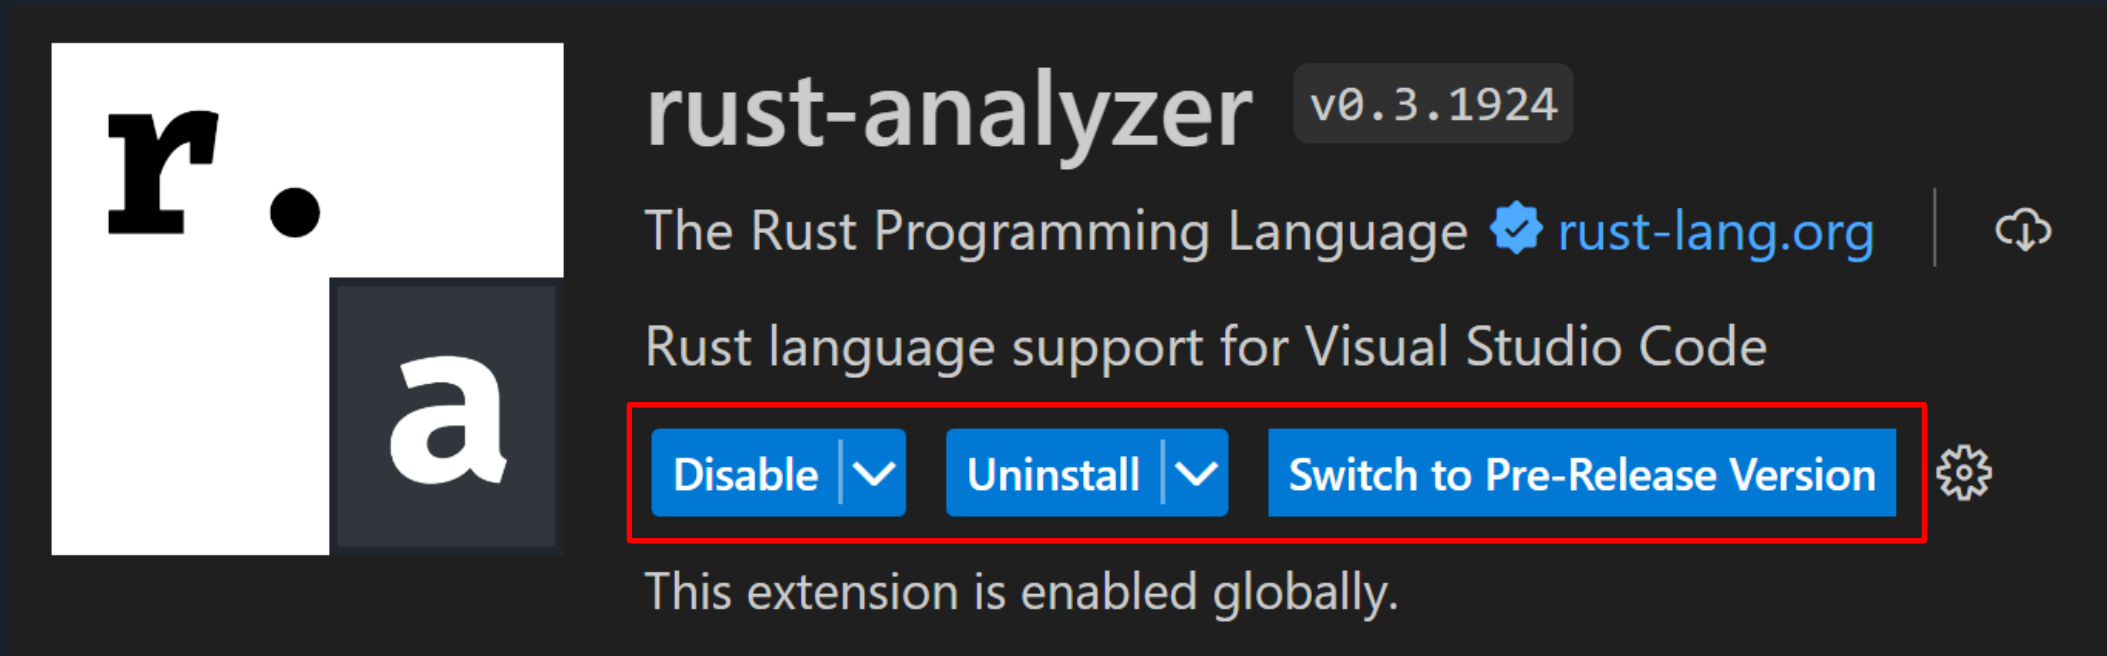 r.
a
rust-analyzer v0.3.1924
The Rust Programming Language rust-lang.org
Rust language support for Visual Studio Code
Disable Uninstall Switch to Pre-Release Version
This extension is enabled globally.